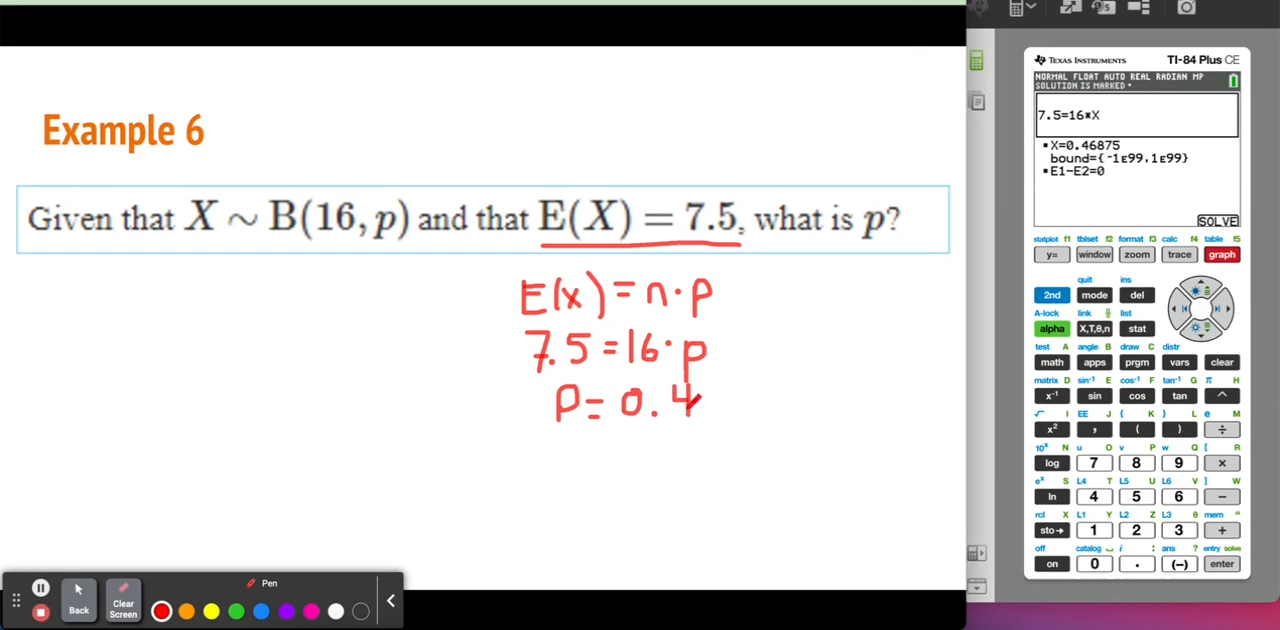 Example 6
Given that X ~ B(16, p) and that E(X) = 7.5, what is p?
E(x) = n · p
7.5 = 16 · p
P = 0.4
Pen
Back
Clear Screen
TEXAS INSTRUMENTS TI-84 Plus CE
NORMAL FLOAT AUTO REAL RADIAN MP
SOLUTION IS MARKED •
7.5=16*X
▪ X=0.46875
bound={-1E99,1E99}
▪ E1-E2=0
SOLVE
statplot f1 tblset f2 format f3 calc f4 table f5
y= window zoom trace graph
quit ins
2nd mode del
A-lock link list
alpha X,T,θ,n stat
test A angle B draw C distr
math apps prgm vars clear
matrix D sin⁻¹ E cos⁻¹ F tan⁻¹ G π H
x⁻¹ sin cos tan ^
√ I EE J { K } L e M
x² , ( ) ÷
10ˣ N u O v P w Q [ R
log 7 8 9 ×
eˣ S L4 T L5 U L6 V ] W
ln 4 5 6 −
rcl X L1 Y L2 Z L3 θ mem "
sto→ 1 2 3 +
off catalog ⎵ i : ans ? entry solve
on 0 . (−) enter